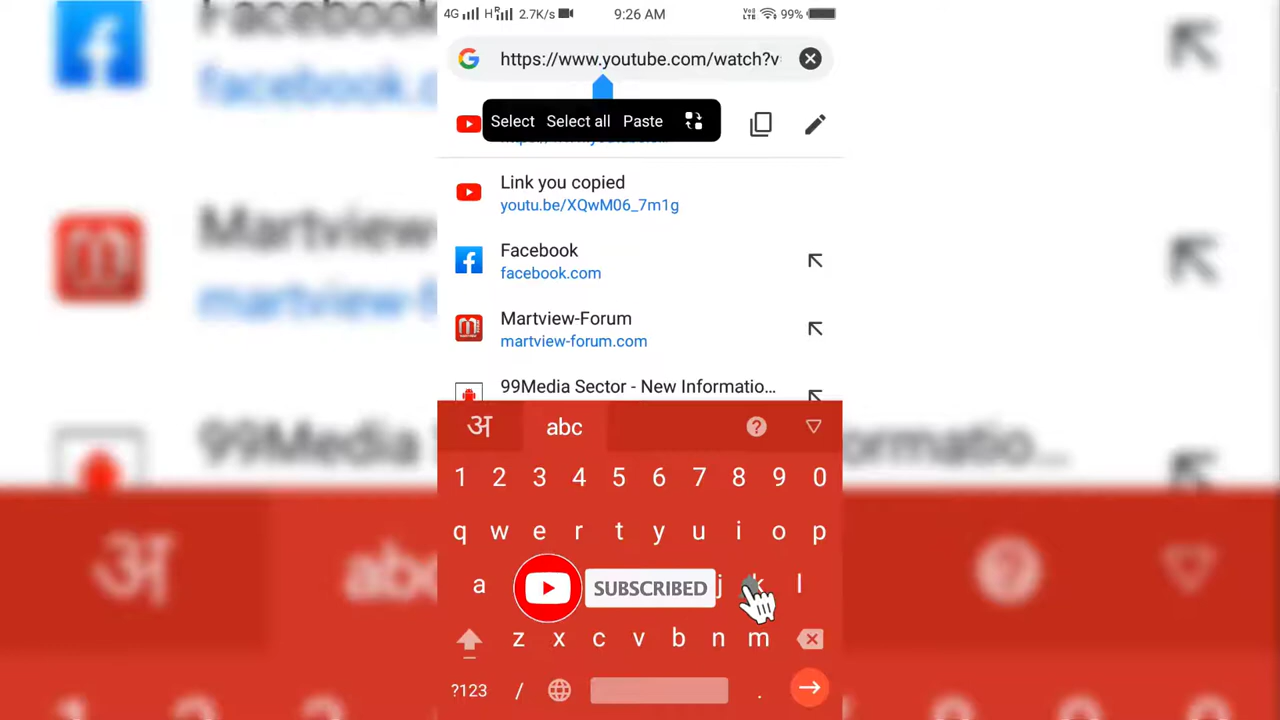 4G H R 2.7K/s 9:26 AM Vo) LTE 99%
https://www.youtube.com/watch?v
Select Select all Paste
Link you copied
youtu.be/XQwM06_7m1g
Facebook
facebook.com
Martview-Forum
martview-forum.com
99Media Sector - New Informatio...
अ abc ?
1 2 3 4 5 6 7 8 9 0
q w e r t y u i o p
a SUBSCRIBED j k l
z x c v b n m
?123 / .